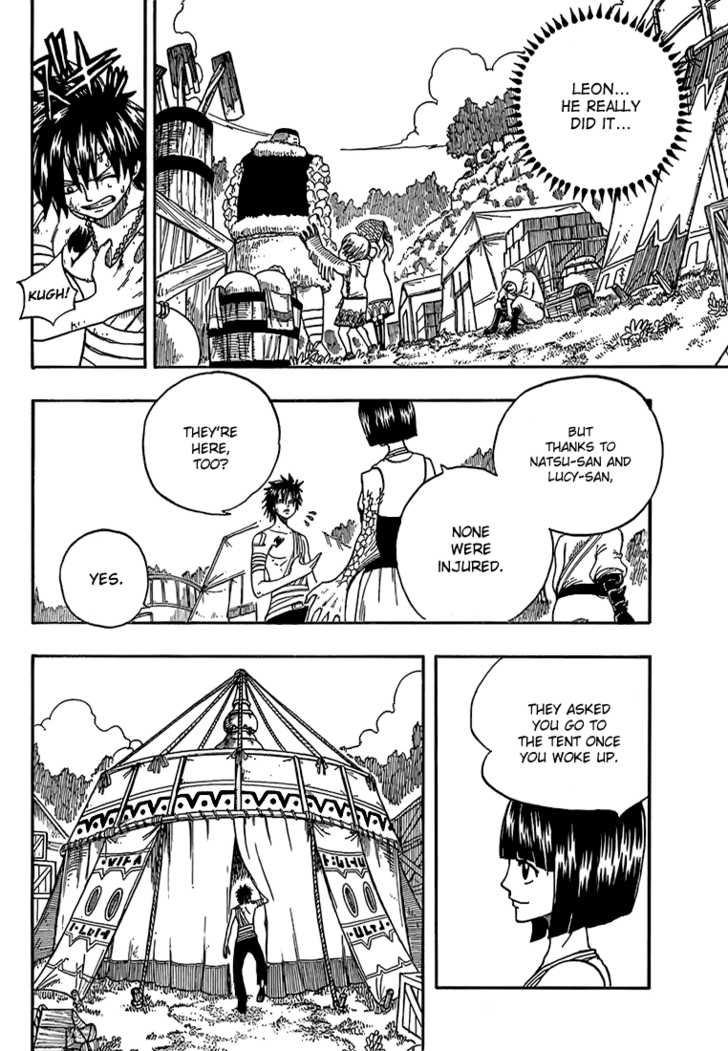 LEON...
HE REALLY
DID IT...
KUGH!
BUT
THANKS TO
NATSU-SAN AND
LUCY-SAN,
NONE
WERE
INJURED.
THEY'RE
HERE,
TOO?
YES.
THEY ASKED
YOU GO TO
THE TENT ONCE
YOU WOKE UP.